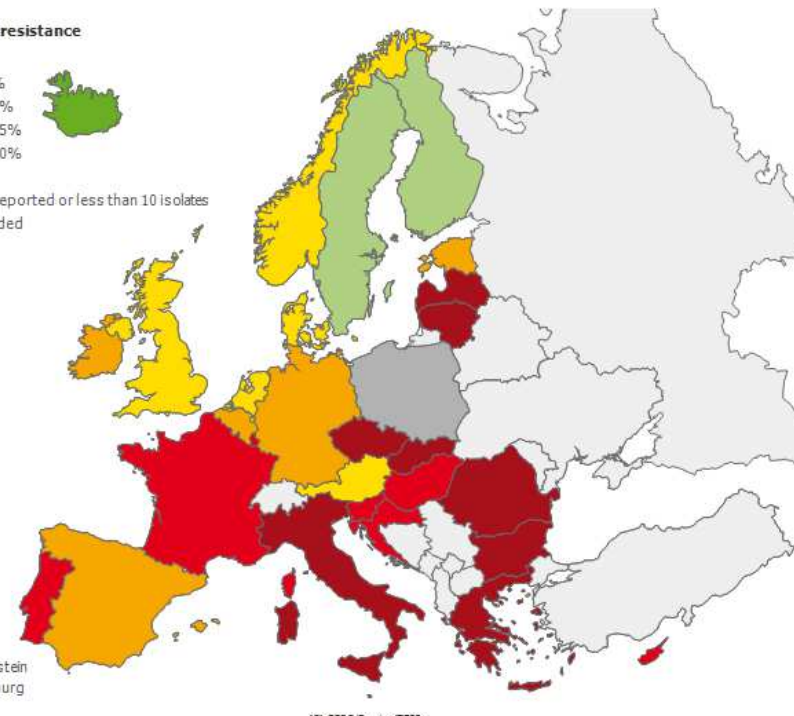 resistance
%
%
5%
0%
eported or less than 10 isolates
ded
stein
urg